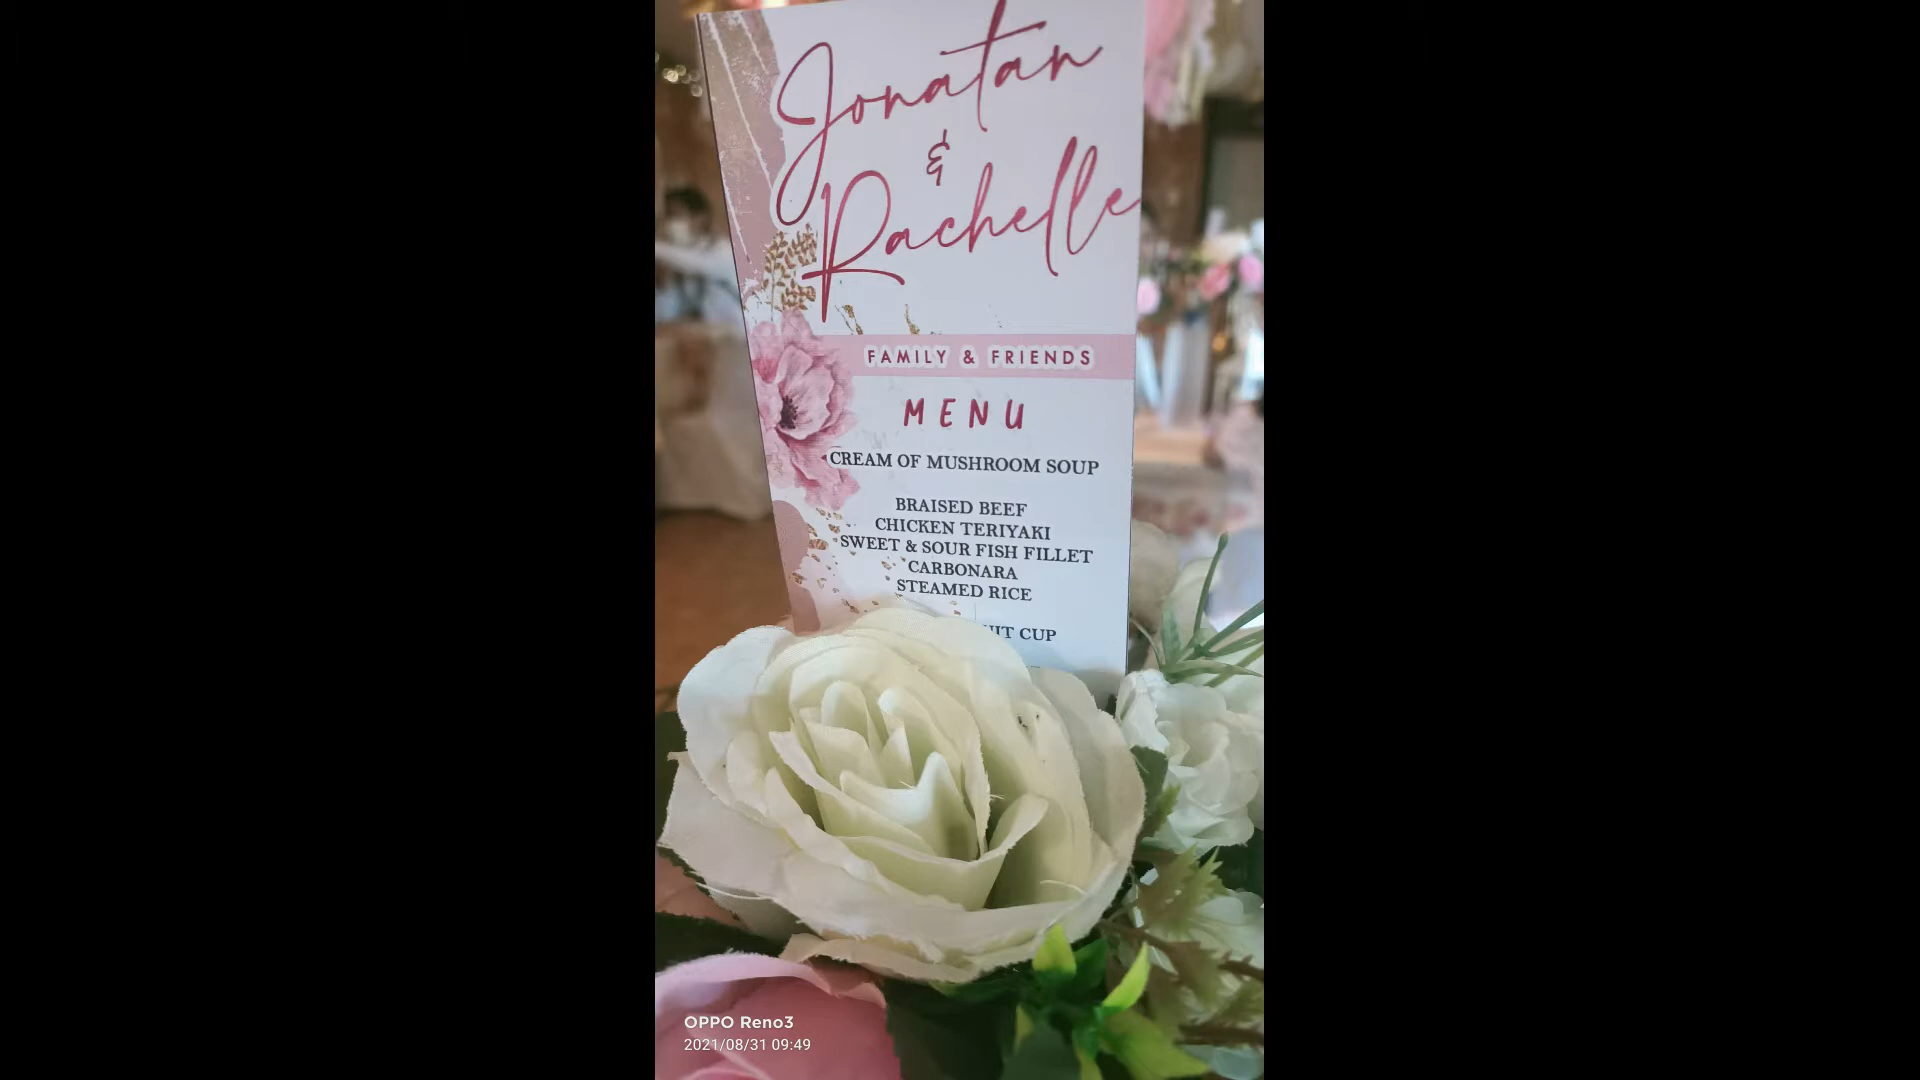 Jonatan
&
Rachelle
FAMILY & FRIENDS
MENU
CREAM OF MUSHROOM SOUP
BRAISED BEEF
CHICKEN TERIYAKI
SWEET & SOUR FISH FILLET
CARBONARA
STEAMED RICE
CUP
OPPO Reno3
2021/08/31 09:49